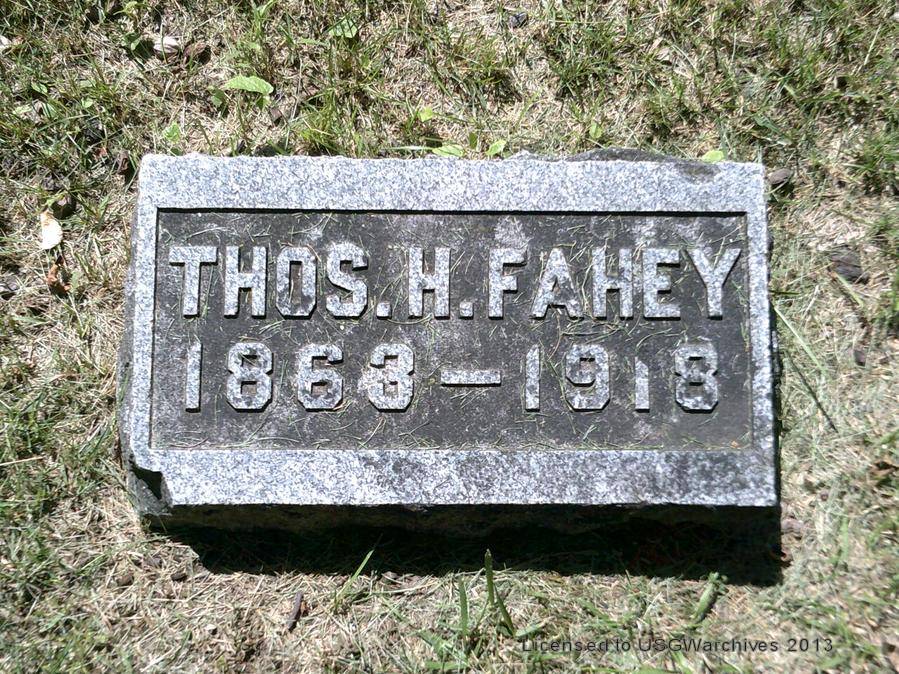 THOS. H. FAHEY
1863 — 1918
Licensed to USGWarchives 2013